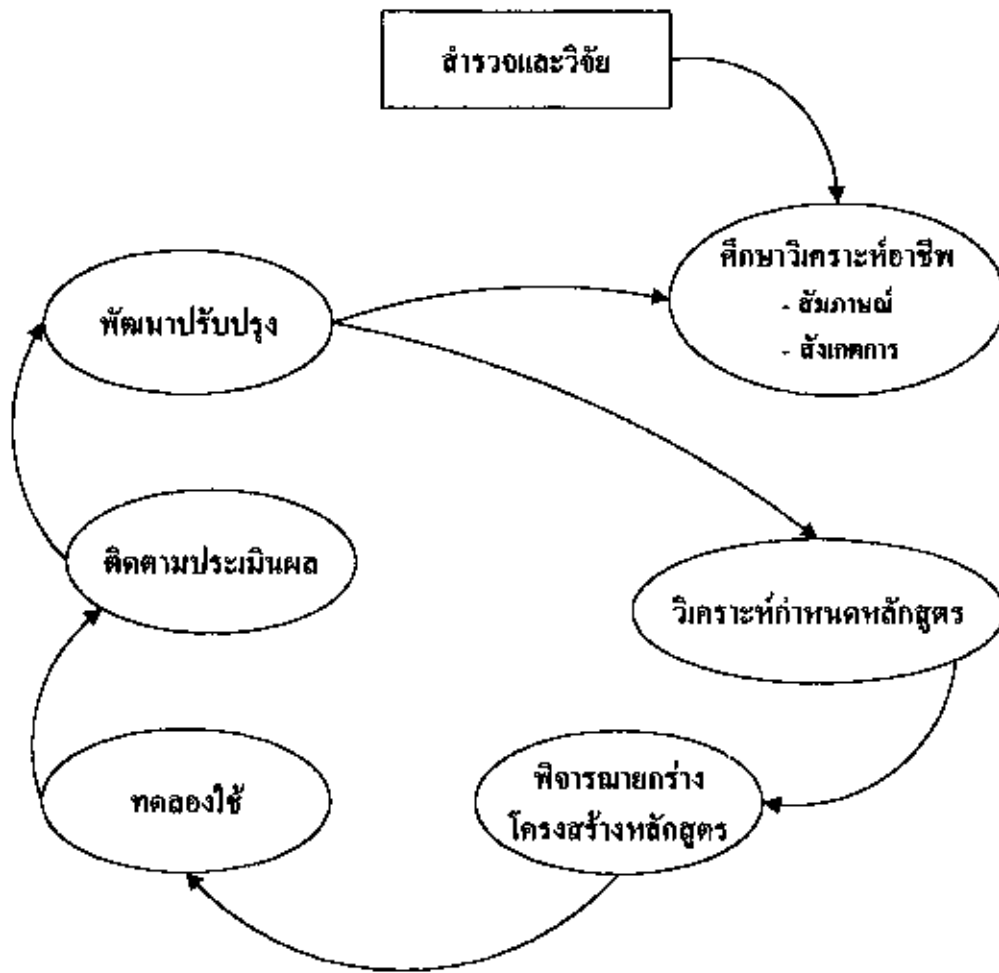 สำรวจและวิจัย
ศึกษาวิเคราะห์อาชีพ
- สัมภาษณ์
- สังเกตการ
พัฒนาปรับปรุง
ติดตามประเมินผล
วิเคราะห์กำหนดหลักสูตร
พิจารณายกร่าง
โครงสร้างหลักสูตร
ทดลองใช้